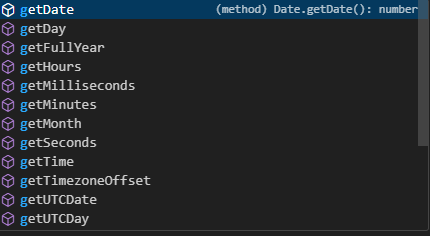 getDate (method) Date.getDate(): number
getDay
getFullYear
getHours
getMilliseconds
getMinutes
getMonth
getSeconds
getTime
getTimezoneOffset
getUTCDate
getUTCDay